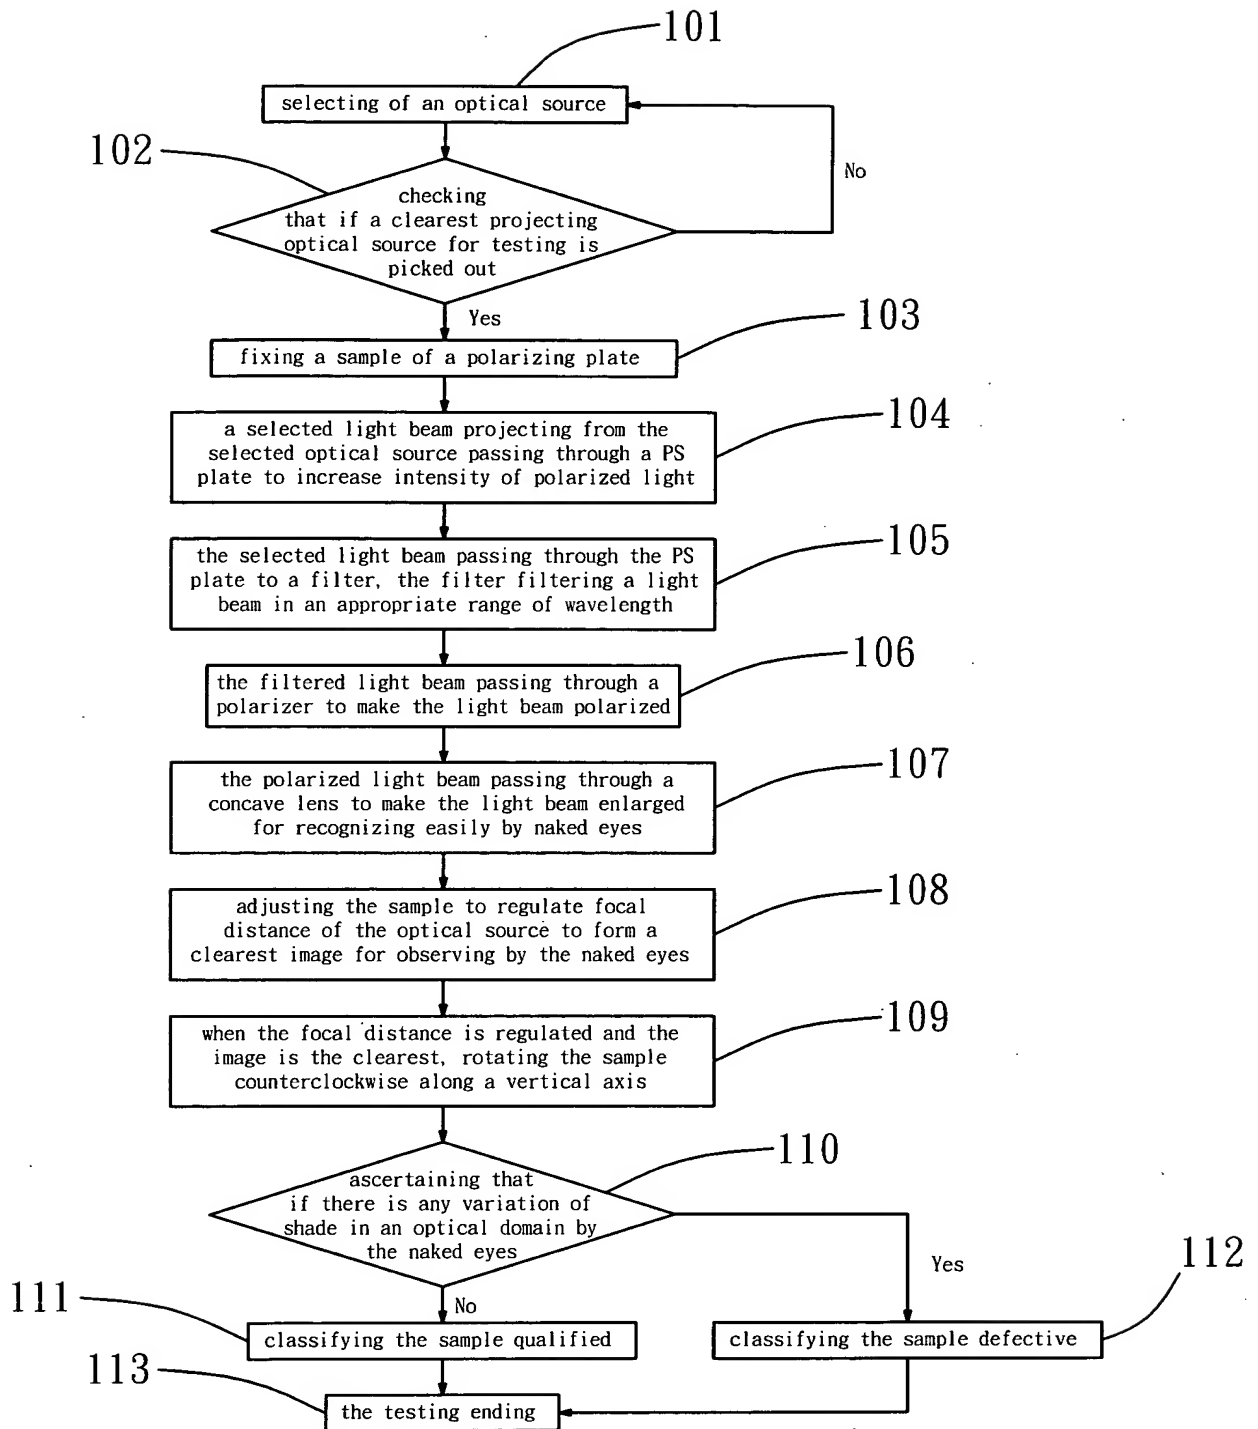 101
selecting of an optical source
102
No
checking
that if a clearest projecting
optical source for testing is
picked out
Yes
103
fixing a sample of a polarizing plate
104
a selected light beam projecting from the
selected optical source passing through a PS
plate to increase intensity of polarized light
105
the selected light beam passing through the PS
plate to a filter, the filter filtering a light
beam in an appropriate range of wavelength
106
the filtered light beam passing through a
polarizer to make the light beam polarized
107
the polarized light beam passing through a
concave lens to make the light beam enlarged
for recognizing easily by naked eyes
108
adjusting the sample to regulate focal
distance of the optical source to form a
clearest image for observing by the naked eyes
109
when the focal distance is regulated and the
image is the clearest, rotating the sample
counterclockwise along a vertical axis
110
ascertaining that
if there is any variation of
shade in an optical domain by
the naked eyes
Yes
112
111
No
classifying the sample qualified
classifying the sample defective
113
the testing ending